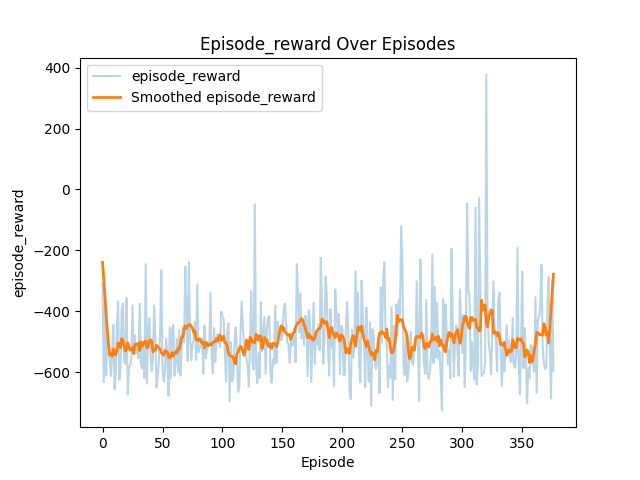 Episode_reward Over Episodes
episode_reward
Smoothed episode_reward
400
200
0
−200
−400
−600
episode_reward
0 50 100 150 200 250 300 350
Episode